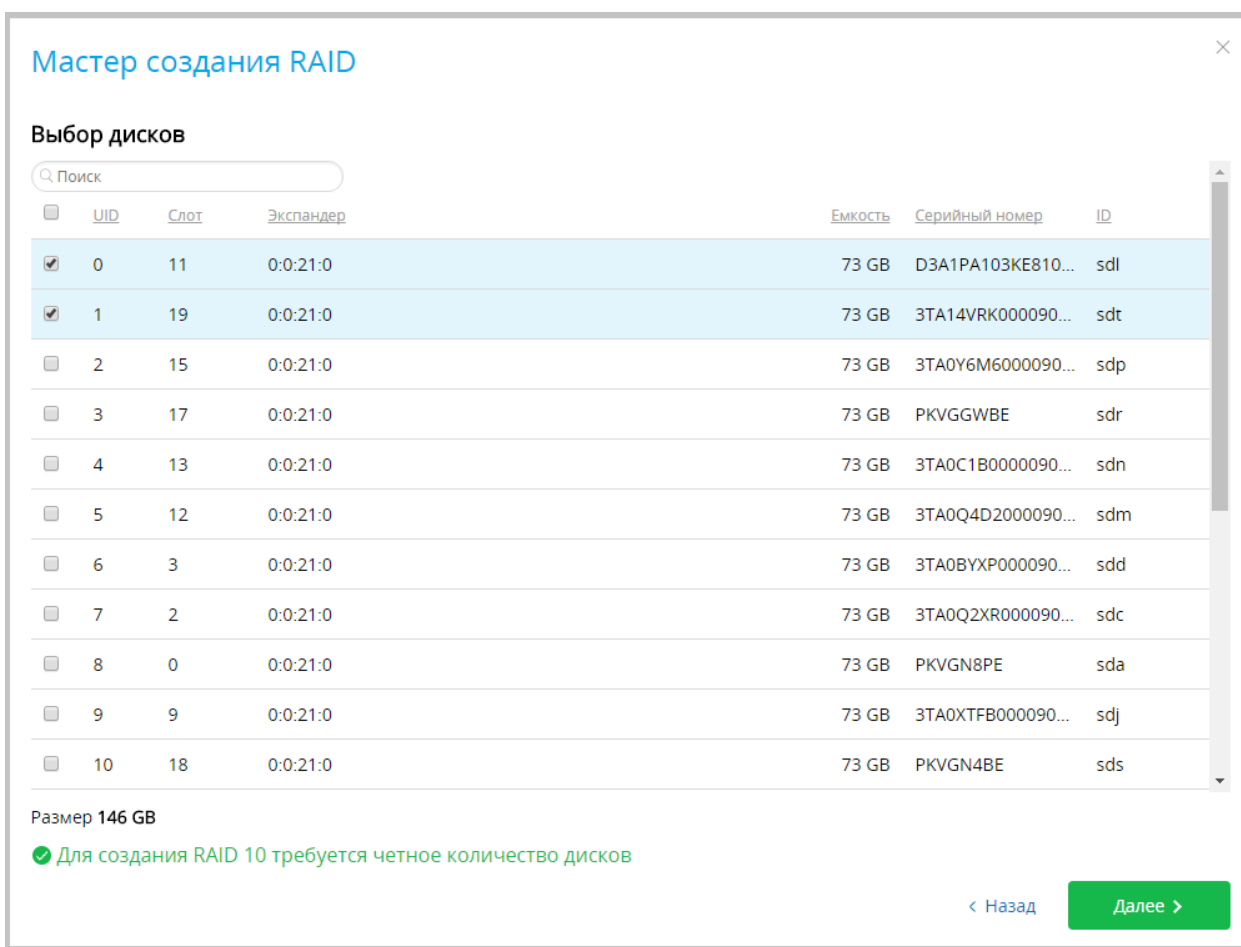 Мастер создания RAID
Выбор дисков
Поиск
UID Слот Экспандер Емкость Серийный номер ID
0 11 0:0:21:0 73 GB D3A1PA103KE810... sdl
1 19 0:0:21:0 73 GB 3TA14VRK000090... sdt
2 15 0:0:21:0 73 GB 3TA0Y6M6000090... sdp
3 17 0:0:21:0 73 GB PKVGGWBE sdr
4 13 0:0:21:0 73 GB 3TA0C1B0000090... sdn
5 12 0:0:21:0 73 GB 3TA0Q4D2000090... sdm
6 3 0:0:21:0 73 GB 3TA0BYXP000090... sdd
7 2 0:0:21:0 73 GB 3TA0Q2XR000090... sdc
8 0 0:0:21:0 73 GB PKVGN8PE sda
9 9 0:0:21:0 73 GB 3TA0XTFB000090... sdj
10 18 0:0:21:0 73 GB PKVGN4BE sds
Размер 146 GB
Для создания RAID 10 требуется четное количество дисков
< Назад Далее >